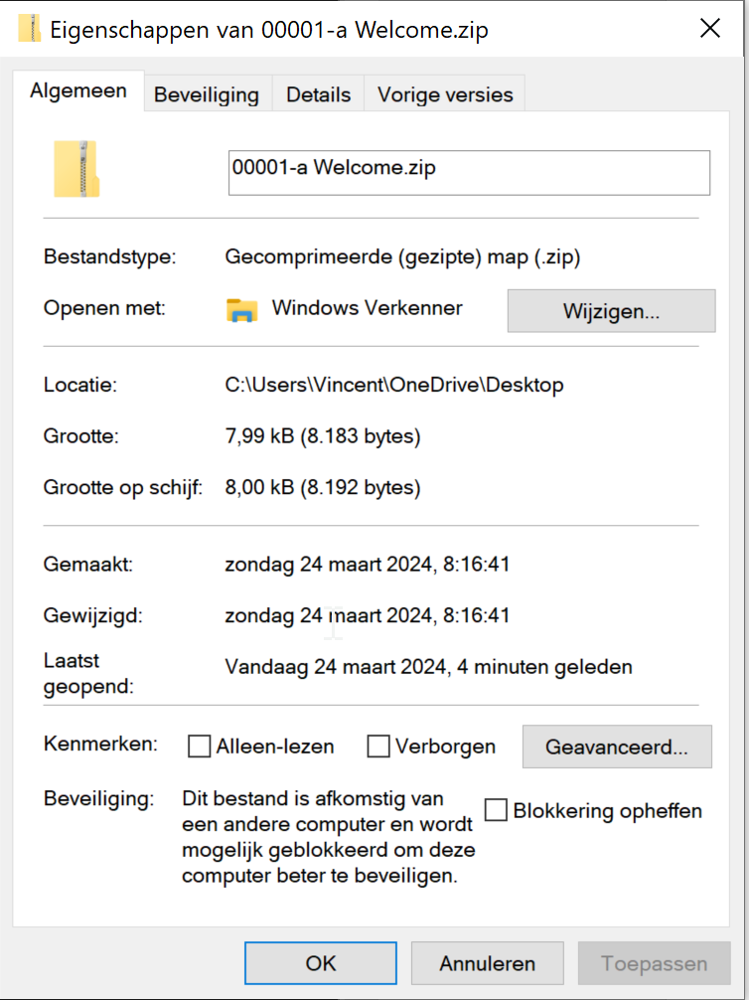 Eigenschappen van 00001-a Welcome.zip
Algemeen Beveiliging Details Vorige versies
00001-a Welcome.zip
Bestandstype: Gecomprimeerde (gezipte) map (.zip)
Openen met: Windows Verkenner Wijzigen...
Locatie: C:\Users\Vincent\OneDrive\Desktop
Grootte: 7,99 kB (8.183 bytes)
Grootte op schijf: 8,00 kB (8.192 bytes)
Gemaakt: zondag 24 maart 2024, 8:16:41
Gewijzigd: zondag 24 maart 2024, 8:16:41
Laatst
geopend: Vandaag 24 maart 2024, 4 minuten geleden
Kenmerken: Alleen-lezen Verborgen Geavanceerd...
Beveiliging: Dit bestand is afkomstig van
een andere computer en wordt
mogelijk geblokkeerd om deze
computer beter te beveiligen.
Blokkering opheffen
OK Annuleren Toepassen